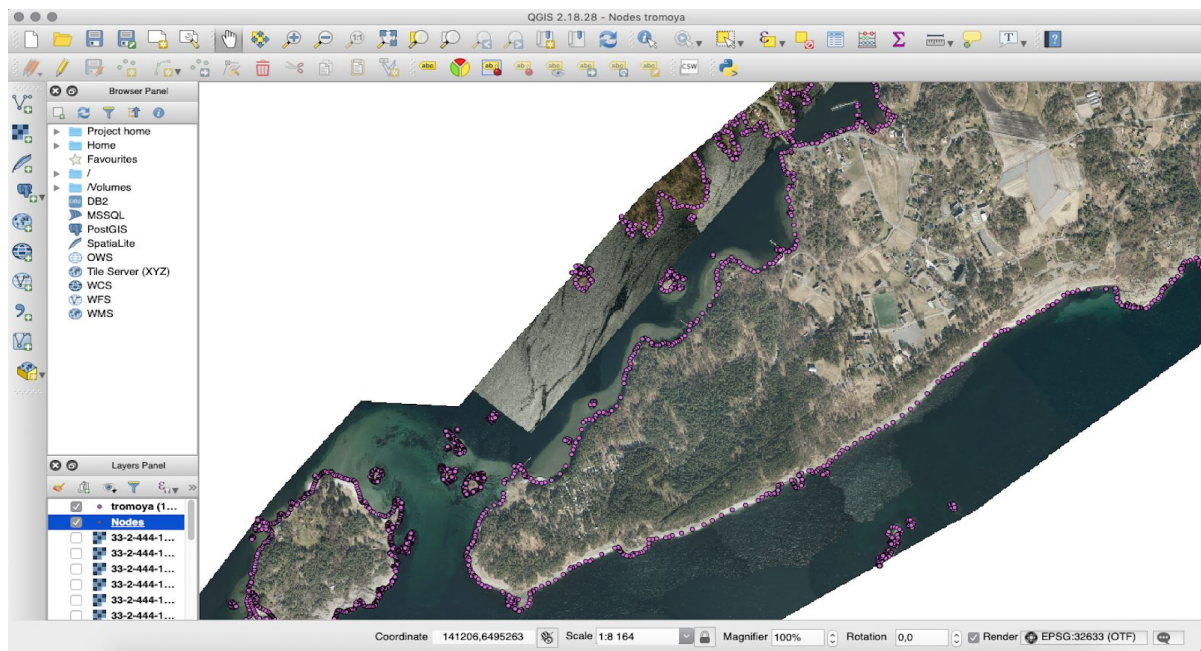 QGIS 2.18.28 - Nodes tromoya
Browser Panel
Project home
Home
Favourites
/
/Volumes
DB2
MSSQL
PostGIS
SpatiaLite
OWS
Tile Server (XYZ)
WCS
WFS
WMS
Layers Panel
tromoya (1...
Nodes
33-2-444-1...
33-2-444-1...
33-2-444-1...
33-2-444-1...
33-2-444-1...
33-2-444-1...
Coordinate 141206,6495263 Scale 1:8 164 Magnifier 100% Rotation 0,0 Render EPSG:32633 (OTF)